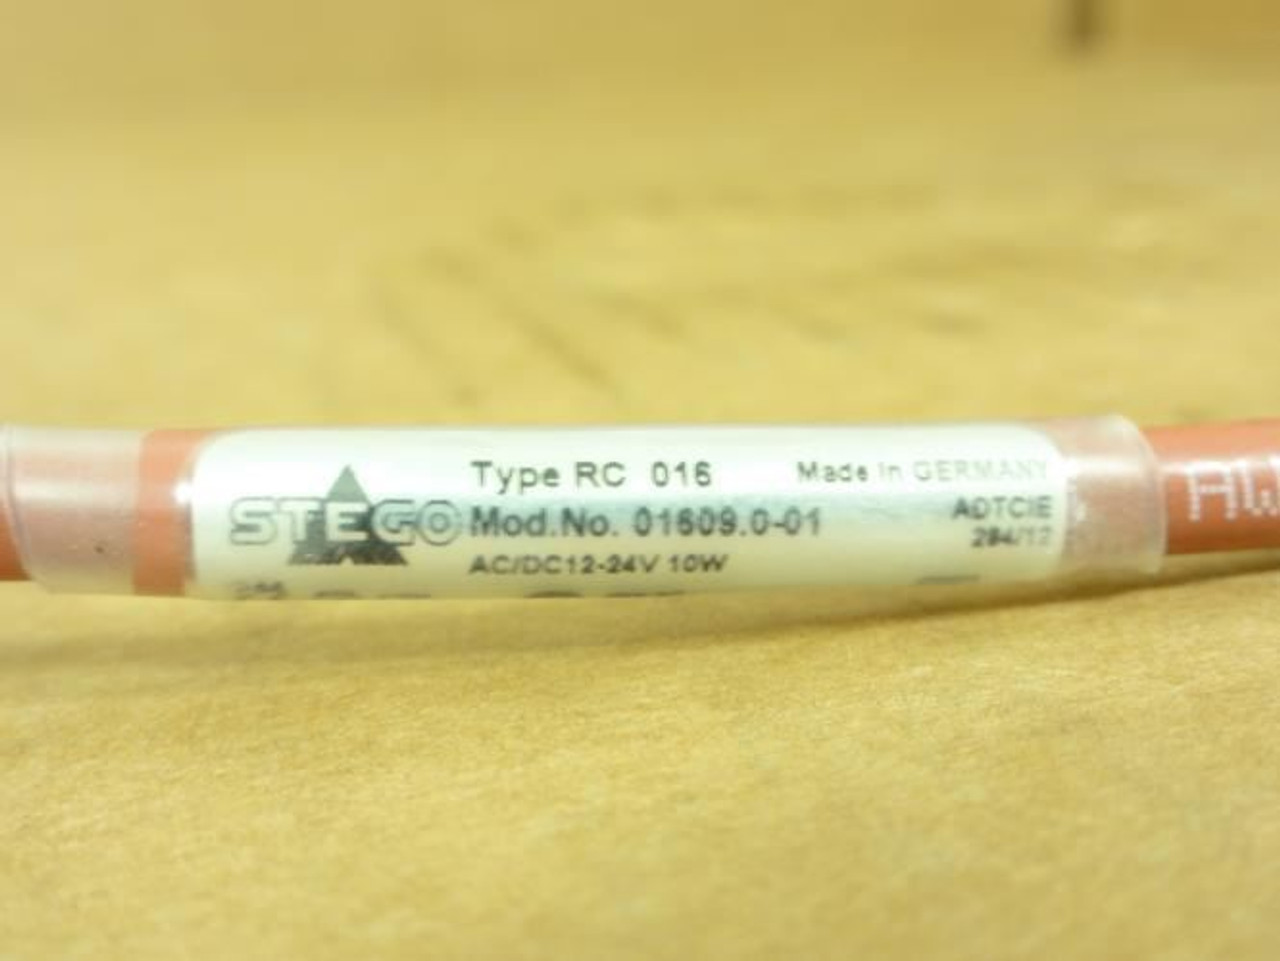 STEGO
Type RC 016
Mod.No. 01609.0-01
AC/DC12-24V 10W
Made in GERMANY
ADTCIE
284/12